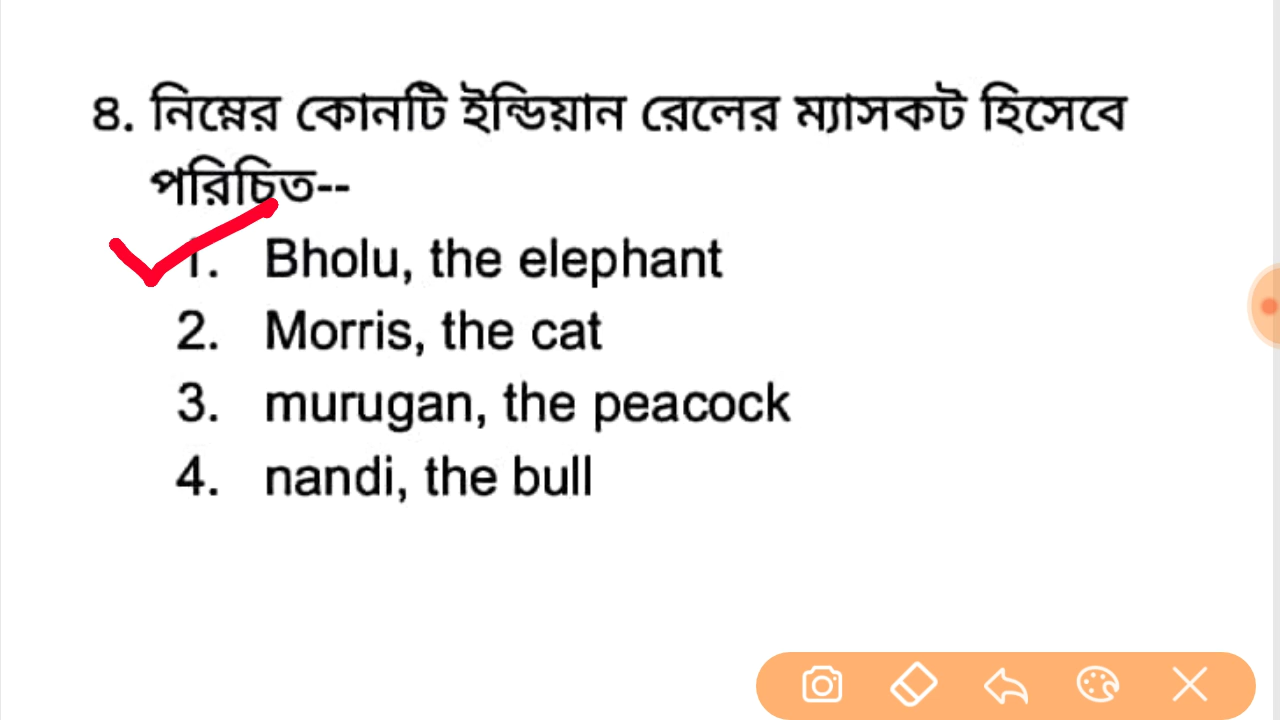 ৪. নিম্নের কোনটি ইন্ডিয়ান রেলের ম্যাসকট হিসেবে
পরিচিত--
1. Bholu, the elephant
2. Morris, the cat
3. murugan, the peacock
4. nandi, the bull